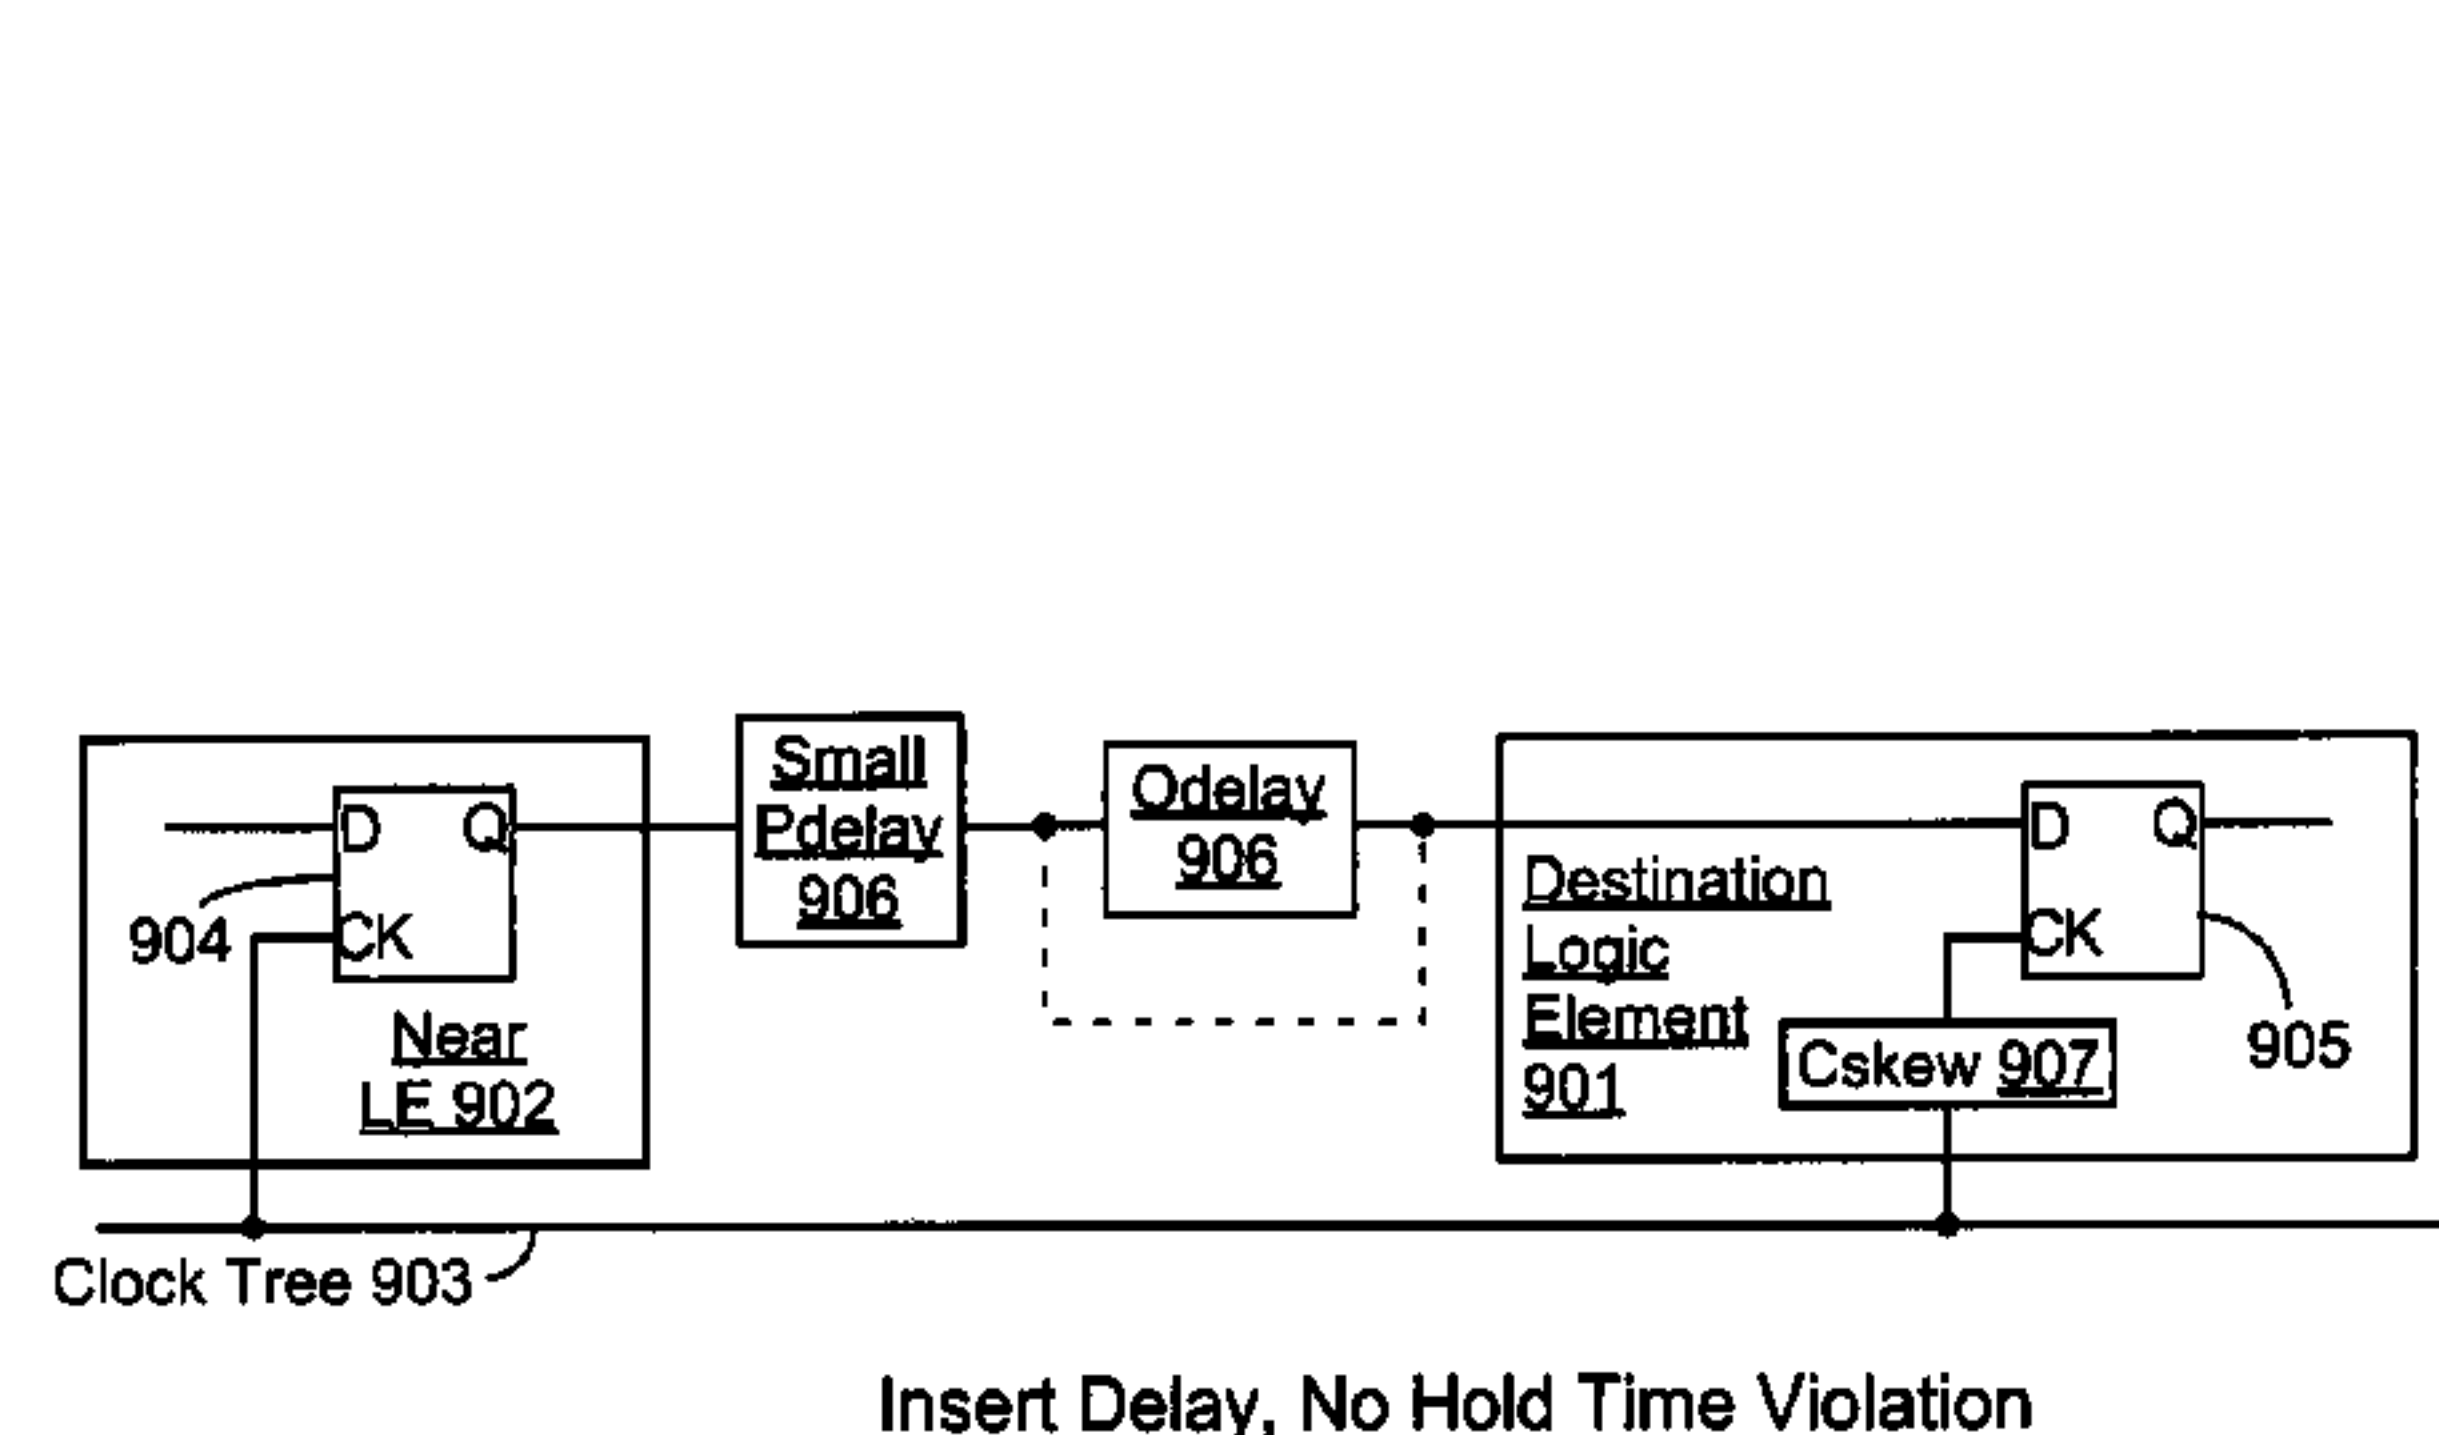 D Q
CK
904
Near
LE 902
Small
Pdelay
906
Odelay
906
Destination
Logic
Element
901
D Q
CK
905
Cskew 907
Clock Tree 903
Insert Delay, No Hold Time Violation